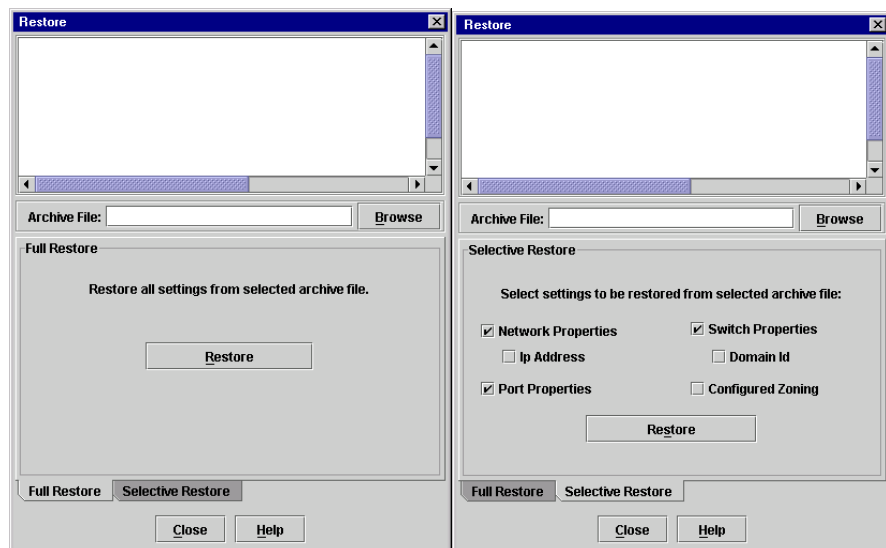 Restore
Archive File:
Browse
Full Restore
Restore all settings from selected archive file.
Restore
Full Restore
Selective Restore
Close
Help
Restore
Archive File:
Browse
Selective Restore
Select settings to be restored from selected archive file:
Network Properties
Switch Properties
Ip Address
Domain Id
Port Properties
Configured Zoning
Restore
Full Restore
Selective Restore
Close
Help